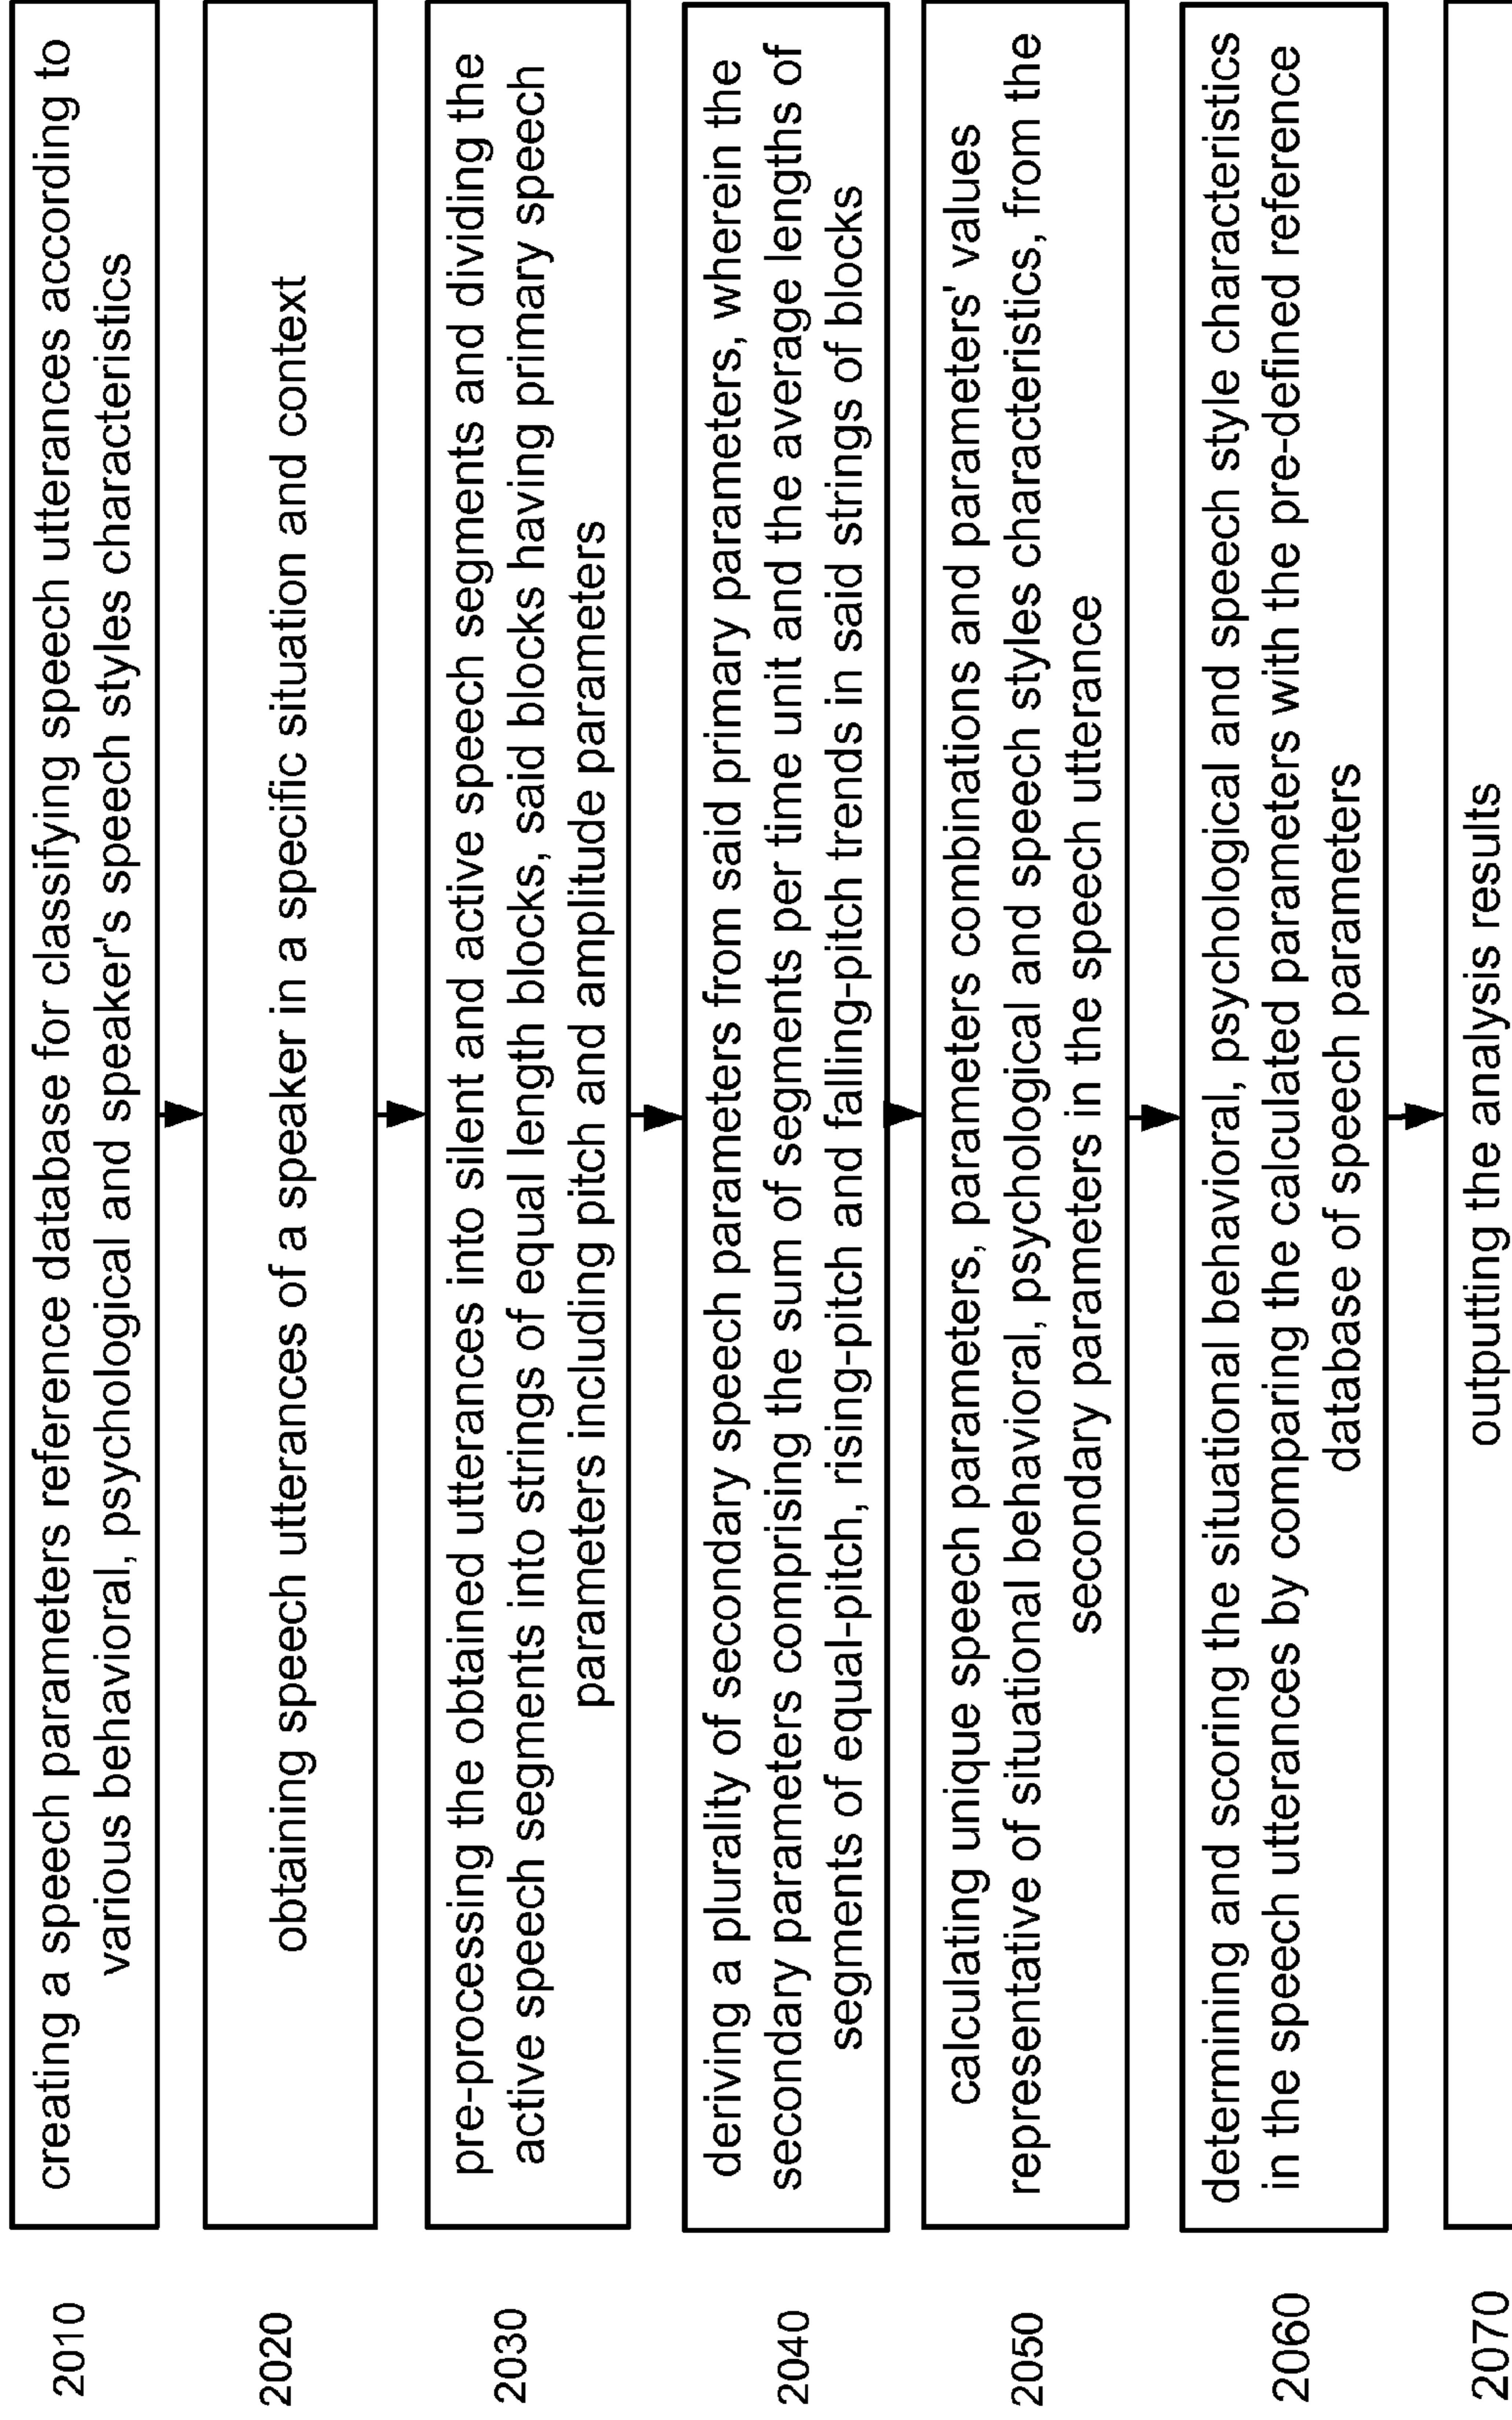 2010
creating a speech parameters reference database for classifying speech utterances according to
various behavioral, psychological and speaker's speech styles characteristics
2020
obtaining speech utterances of a speaker in a specific situation and context
2030
pre-processing the obtained utterances into silent and active speech segments and dividing the
active speech segments into strings of equal length blocks, said blocks having primary speech
parameters including pitch and amplitude parameters
2040
deriving a plurality of secondary speech parameters from said primary parameters, wherein the
secondary parameters comprising the sum of segments per time unit and the average lengths of
segments of equal-pitch, rising-pitch and falling-pitch trends in said strings of blocks
2050
calculating unique speech parameters, parameters combinations and parameters' values
representative of situational behavioral, psychological and speech styles characteristics, from the
secondary parameters in the speech utterance
2060
determining and scoring the situational behavioral, psychological and speech style characteristics
in the speech utterances by comparing the calculated parameters with the pre-defined reference
database of speech parameters
2070
outputting the analysis results